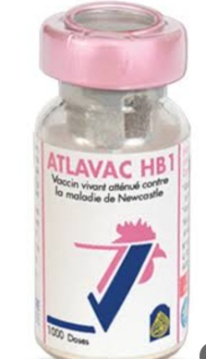 ATLAVAC HB1
Vaccin vivant atténué contre
la maladie de Newcastle
1000 Doses